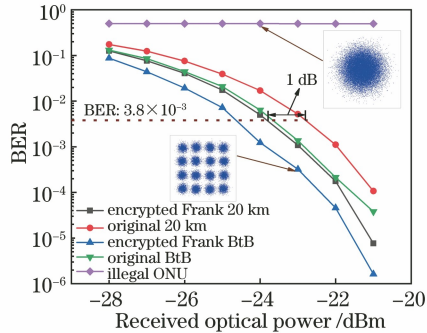 10⁰
10⁻¹
10⁻²
10⁻³
10⁻⁴
10⁻⁵
10⁻⁶
BER
1 dB
BER: 3.8×10⁻³
encrypted Frank 20 km
original 20 km
encrypted Frank BtB
original BtB
illegal ONU
−28 −26 −24 −22 −20
Received optical power /dBm